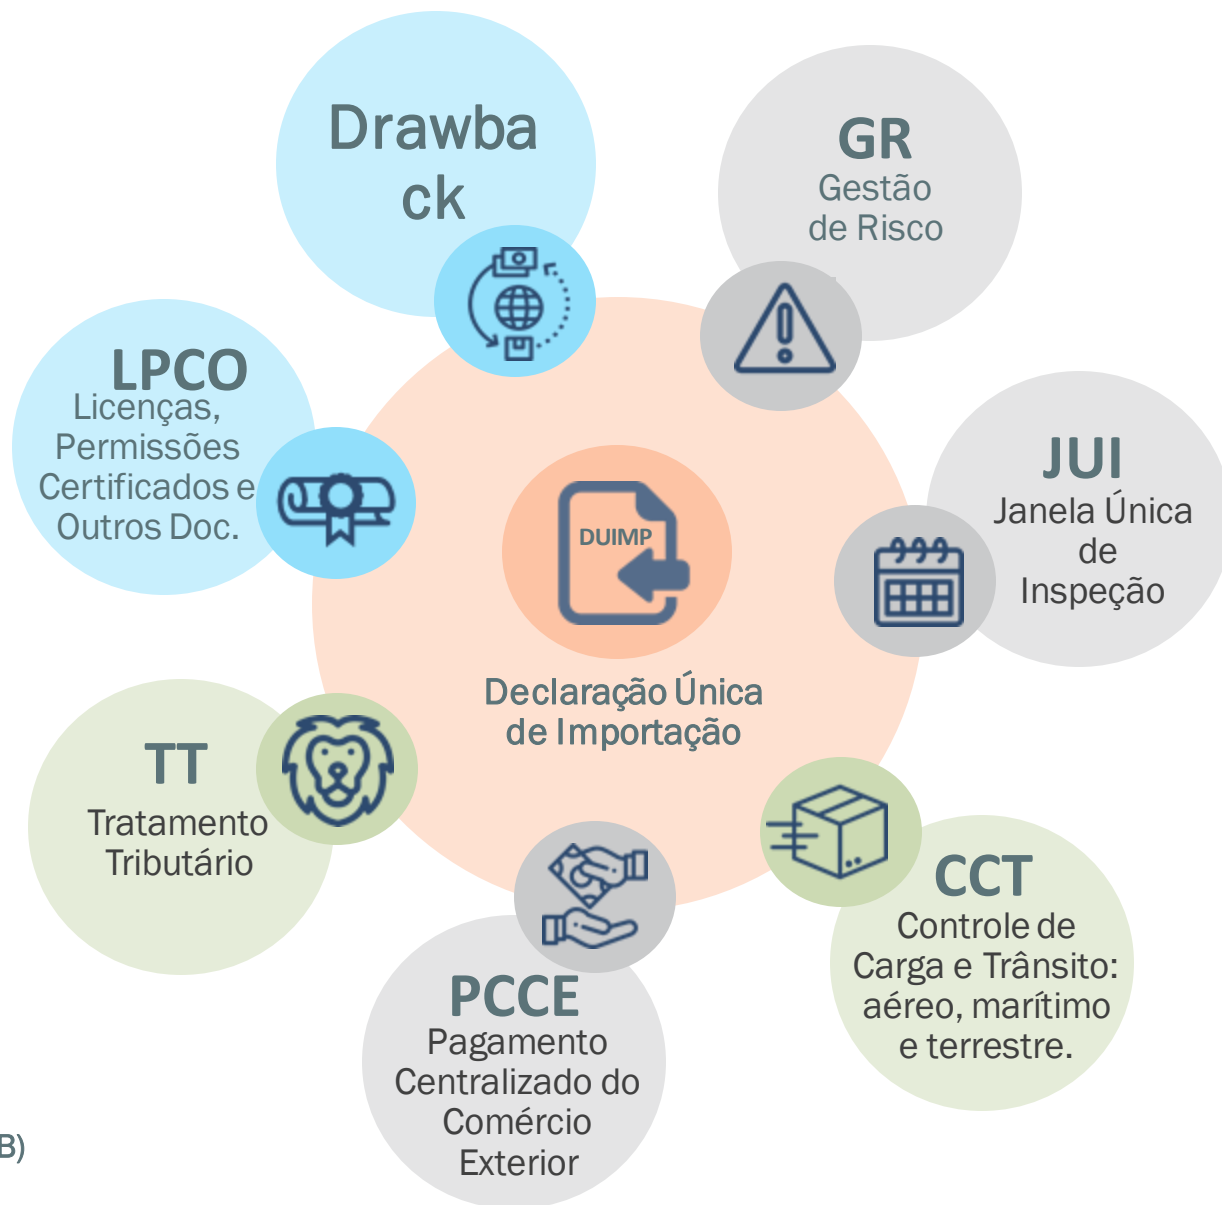 Drawba
ck
GR
Gestão
de Risco
LPCO
Licenças,
Permissões
Certificados e
Outros Doc.
JUI
Janela Única
de
Inspeção
DUIMP
Declaração Única
de Importação
TT
Tratamento
Tributário
CCT
Controle de
Carga e Trânsito:
aéreo, marítimo
e terrestre.
PCCE
Pagamento
Centralizado do
Comércio
Exterior
B)